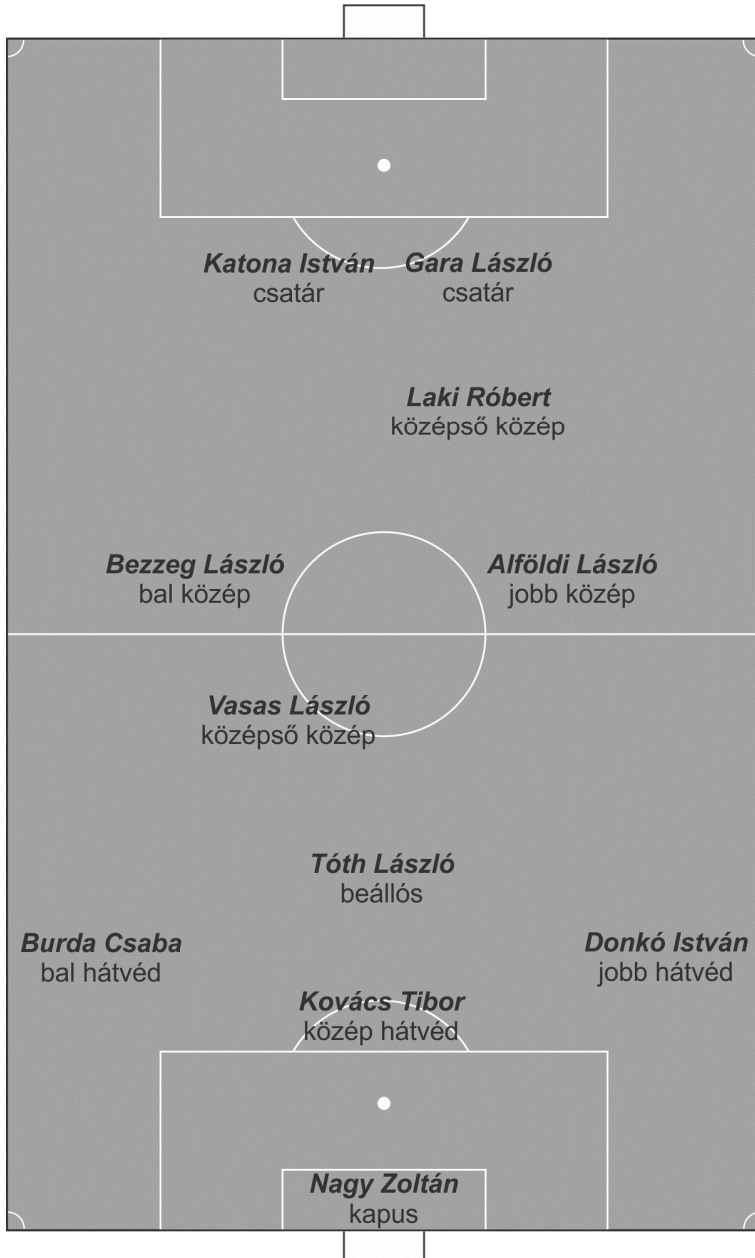 Katona István
csatár
Gara László
csatár
Laki Róbert
középső közép
Bezzeg László
bal közép
Alföldi László
jobb közép
Vasas László
középső közép
Tóth László
beállós
Burda Csaba
bal hátvéd
Donkó István
jobb hátvéd
Kovács Tibor
közép hátvéd
Nagy Zoltán
kapus